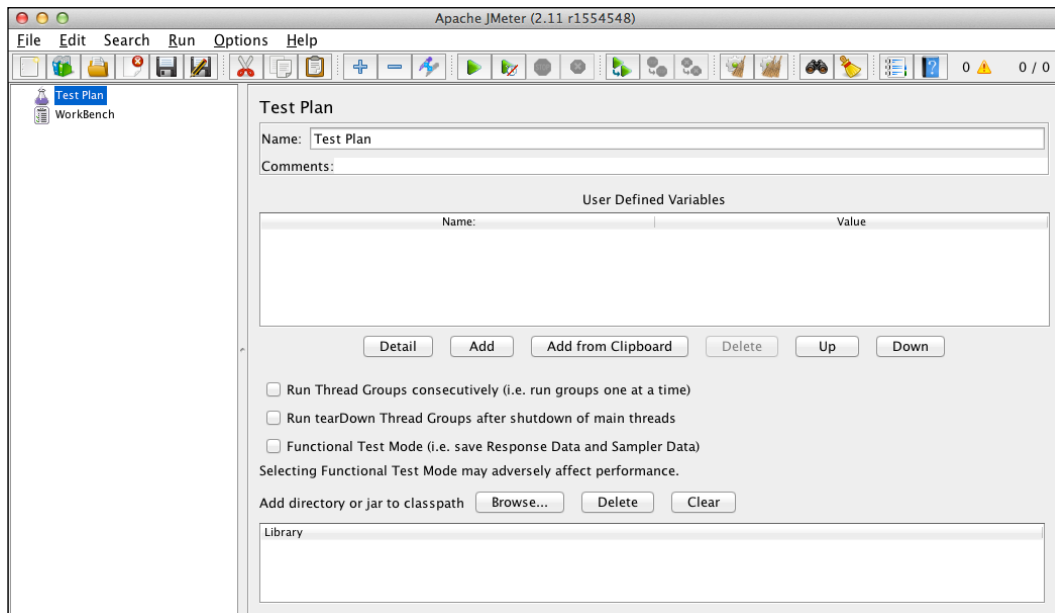 Apache JMeter (2.11 r1554548)
File Edit Search Run Options Help
0 0 / 0
Test Plan
WorkBench
Test Plan
Name: Test Plan
Comments:
User Defined Variables
Name: Value
Detail Add Add from Clipboard Delete Up Down
Run Thread Groups consecutively (i.e. run groups one at a time)
Run tearDown Thread Groups after shutdown of main threads
Functional Test Mode (i.e. save Response Data and Sampler Data)
Selecting Functional Test Mode may adversely affect performance.
Add directory or jar to classpath Browse... Delete Clear
Library